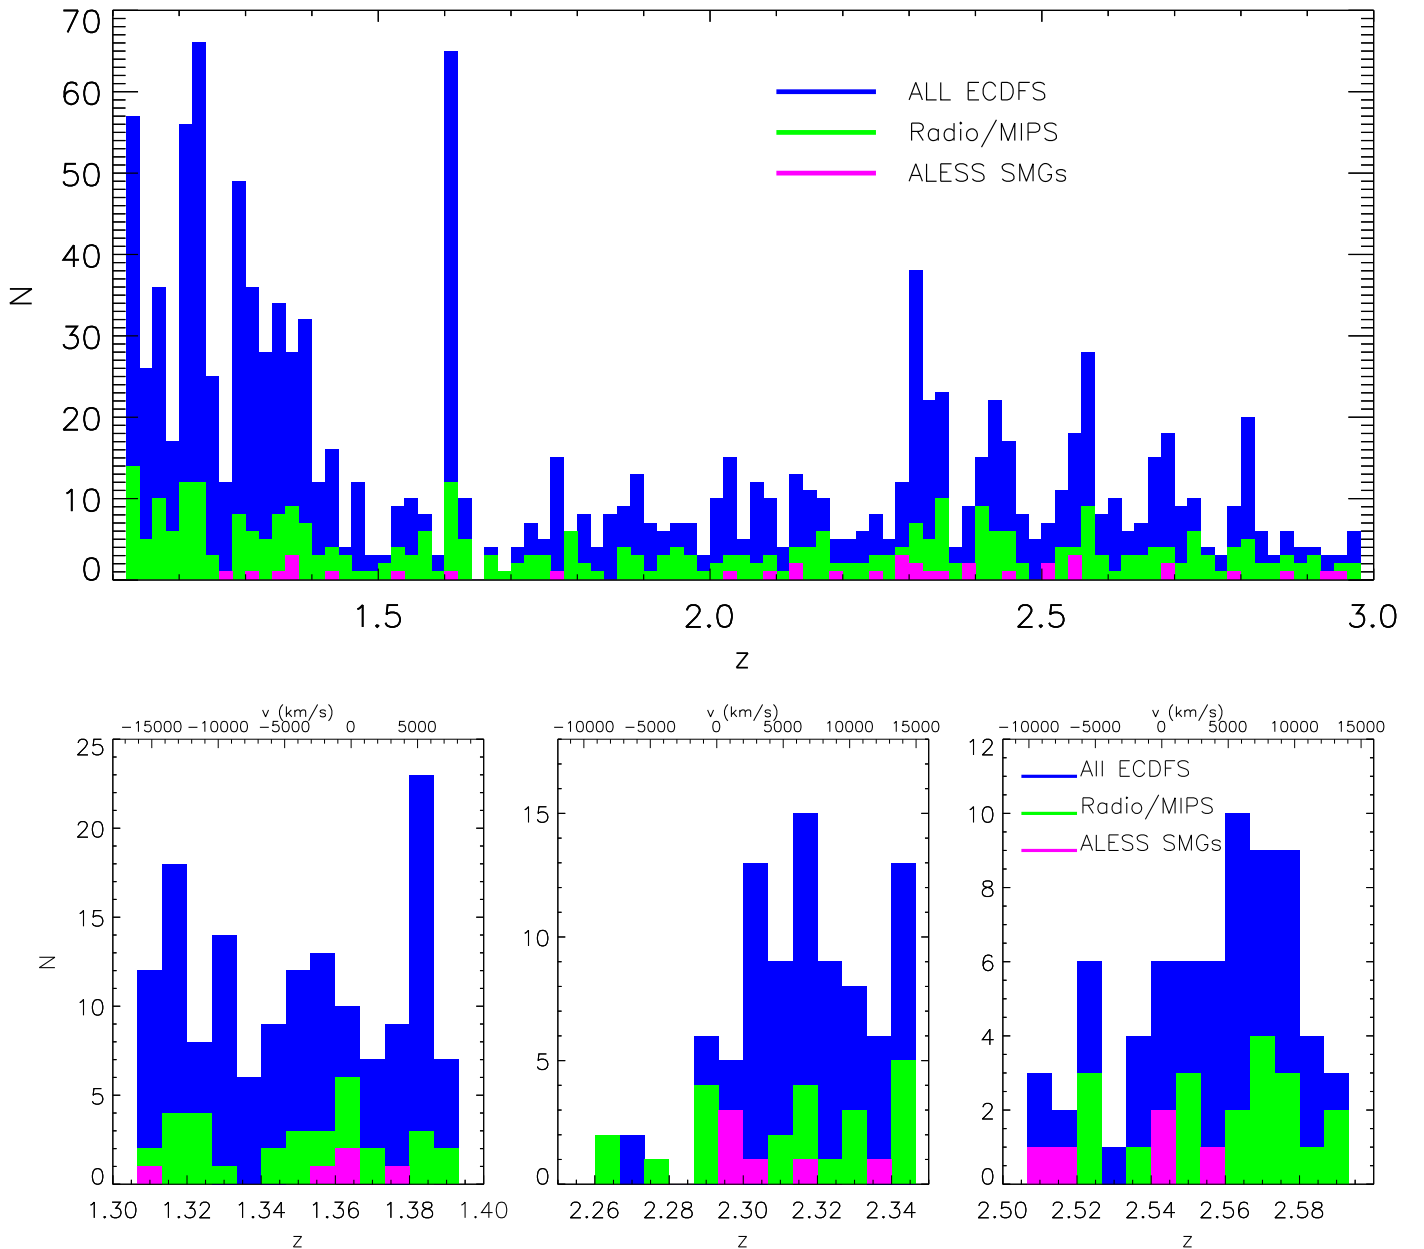 70
60
50
40
30
20
10
0
N
ALL ECDFS
Radio/MIPS
ALESS SMGs
1.5 2.0 2.5 3.0
z
v (km/s)
-15000 -10000 -5000 0 5000
25
20
15
10
5
0
N
1.30 1.32 1.34 1.36 1.38 1.40
z
v (km/s)
-10000 -5000 0 5000 10000 15000
15
10
5
0
2.26 2.28 2.30 2.32 2.34
z
v (km/s)
-10000 -5000 0 5000 10000 15000
12
10
8
6
4
2
0
All ECDFS
Radio/MIPS
ALESS SMGs
2.50 2.52 2.54 2.56 2.58
z